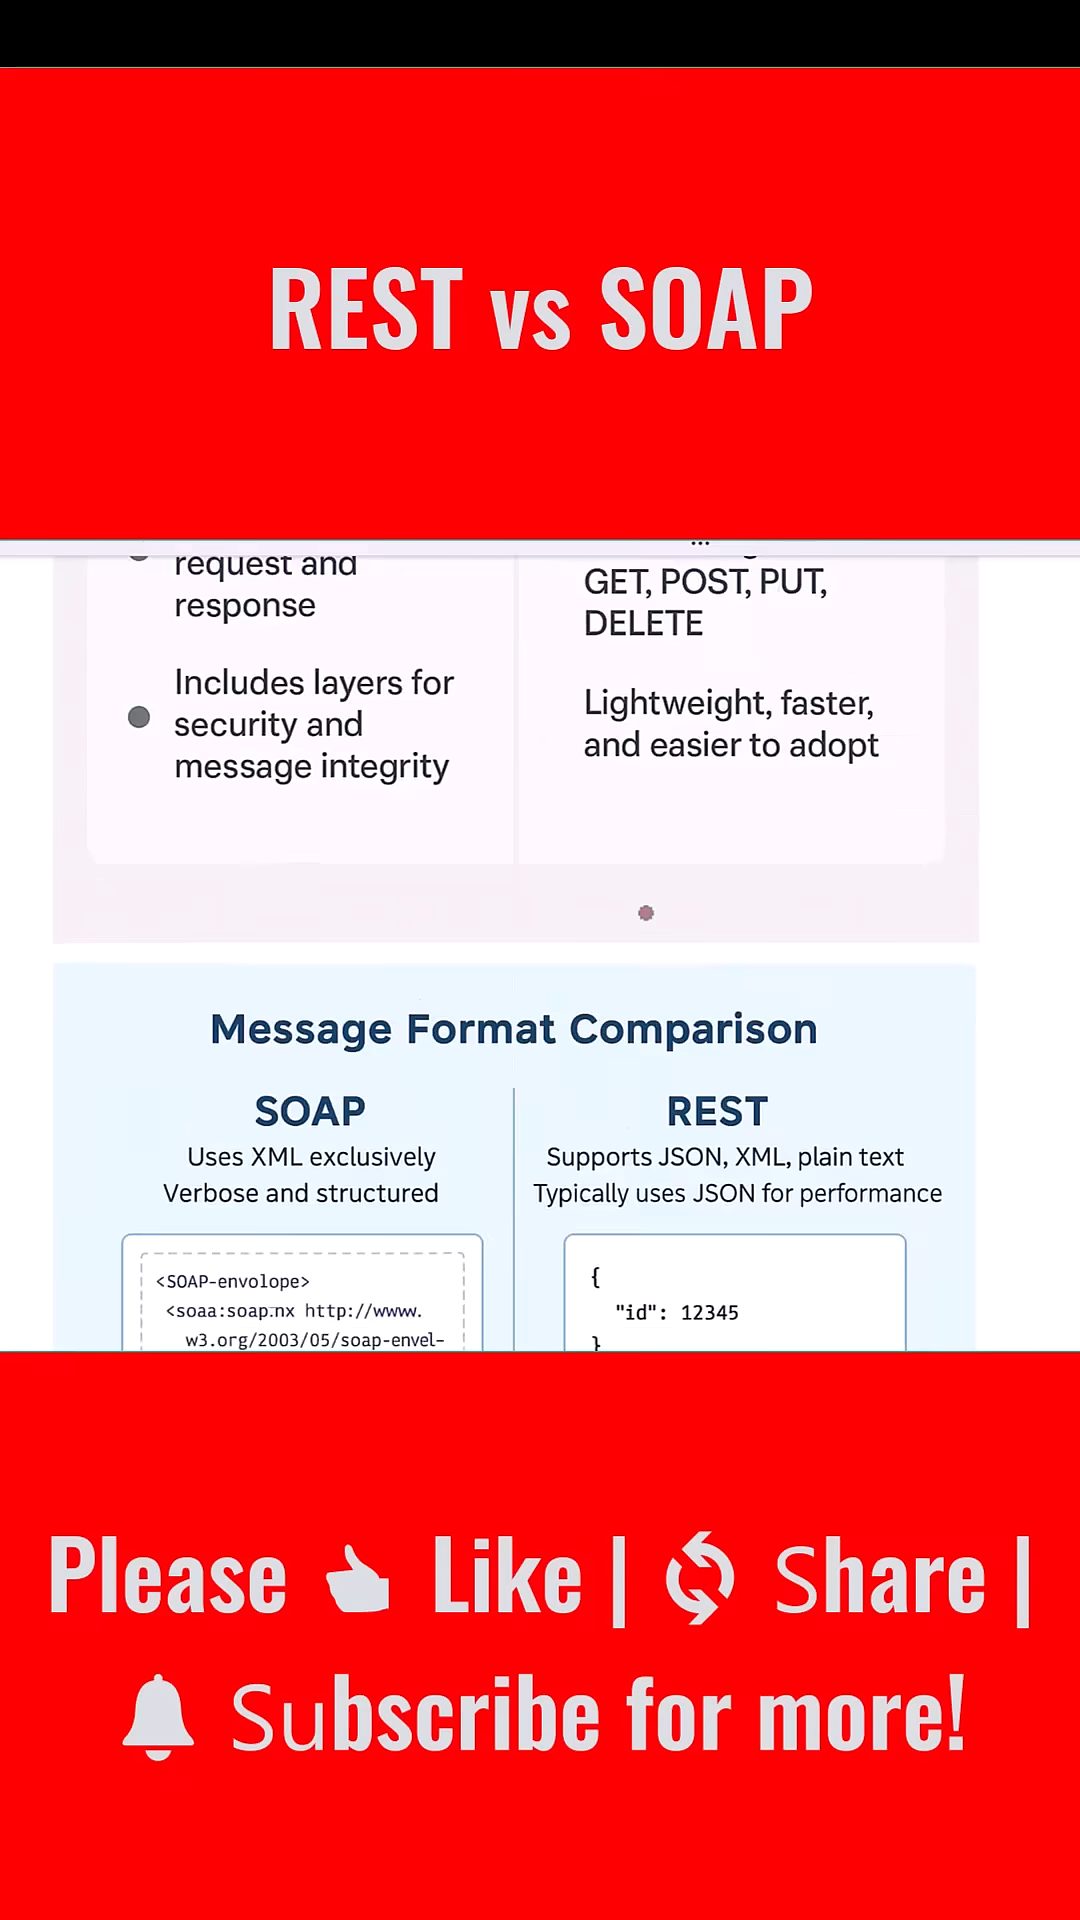 REST vs SOAP
request and
response
Includes layers for
security and
message integrity
GET, POST, PUT,
DELETE
Lightweight, faster,
and easier to adopt
Message Format Comparison
SOAP
Uses XML exclusively
Verbose and structured
<SOAP-envolope>
<soaa:soap:nx http://www.
w3.org/2003/05/soap-envel-
REST
Supports JSON, XML, plain text
Typically uses JSON for performance
{
"id": 12345
}
Please 👍 Like | 🔄 Share |
🔔 Subscribe for more!